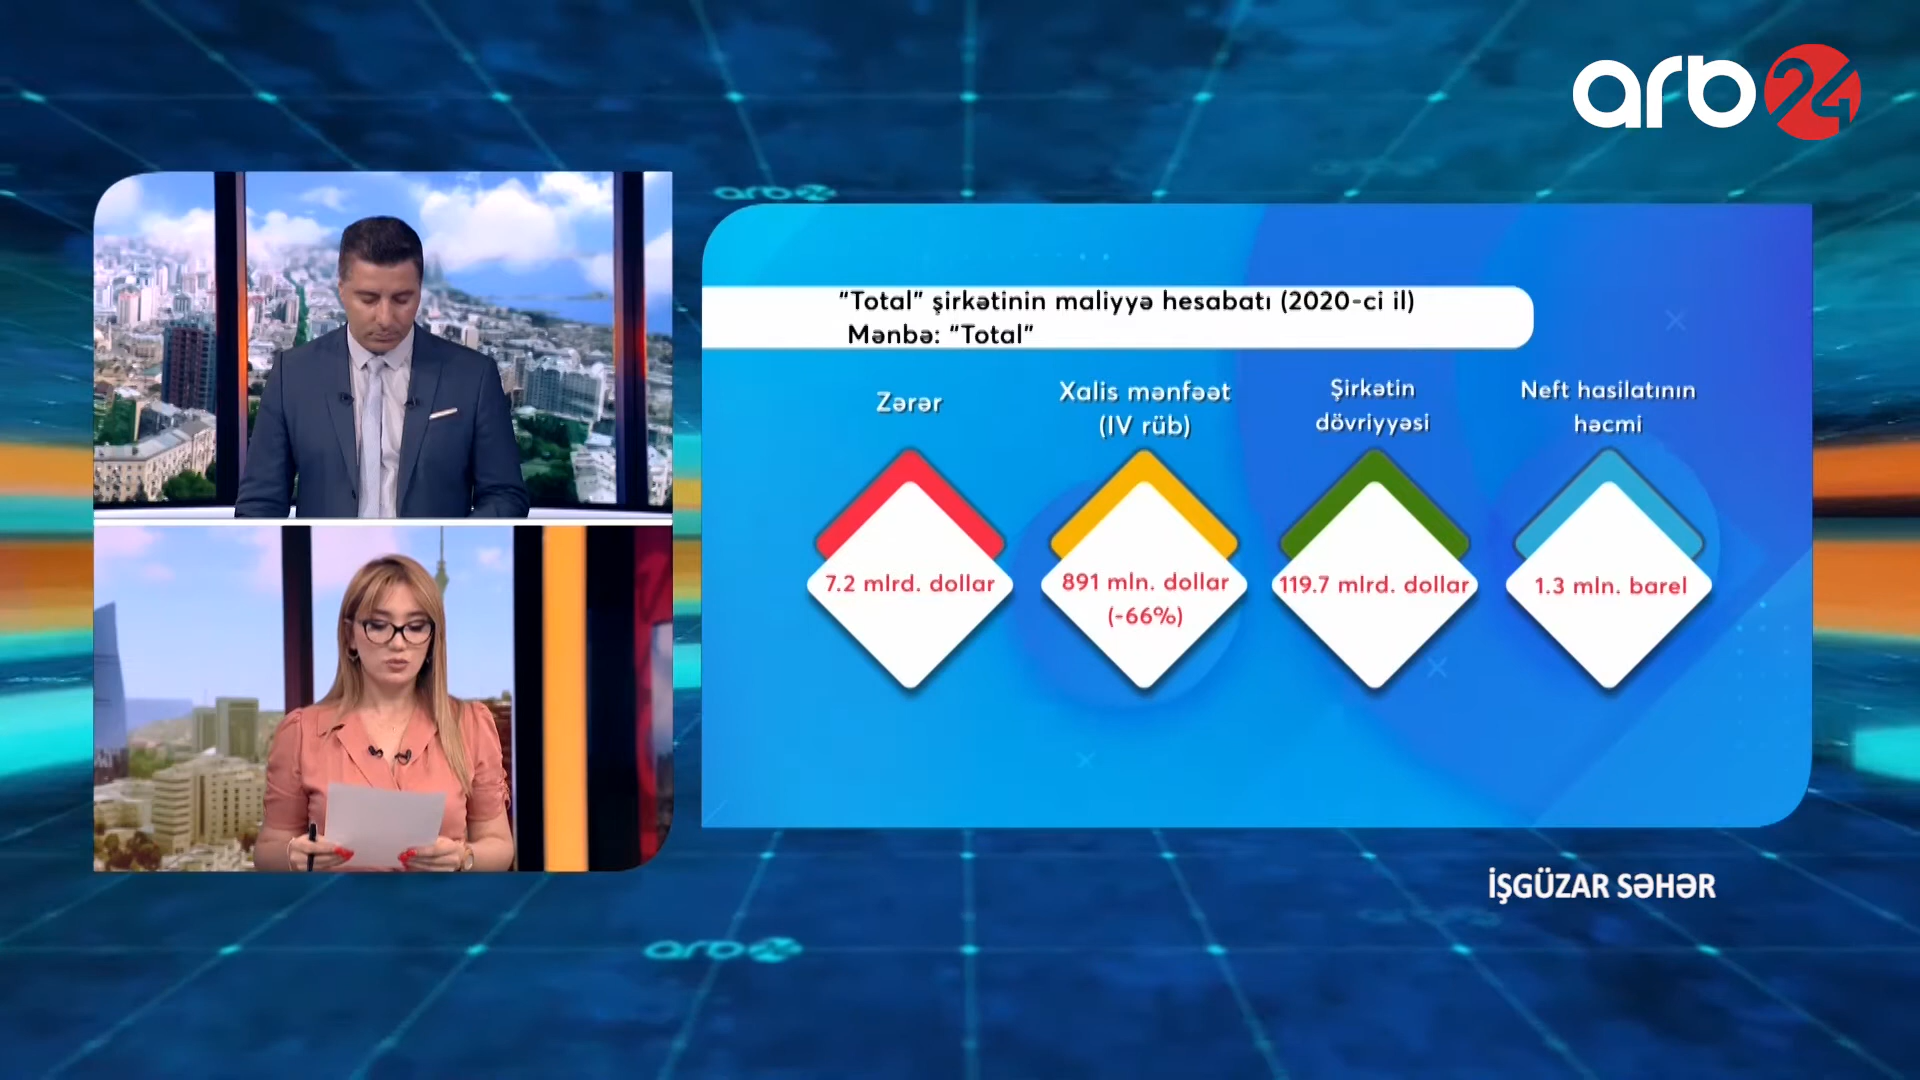 arb24
arb24
"Total" şirkətinin maliyyə hesabatı (2020-ci il)
Mənbə: "Total"
Zərər
7.2 mlrd. dollar
Xalis mənfəət
(IV rüb)
891 mln. dollar
(-66%)
Şirkətin
dövriyyəsi
119.7 mlrd. dollar
Neft hasilatının
həcmi
1.3 mln. barel
İŞGÜZAR SƏHƏR
arb24